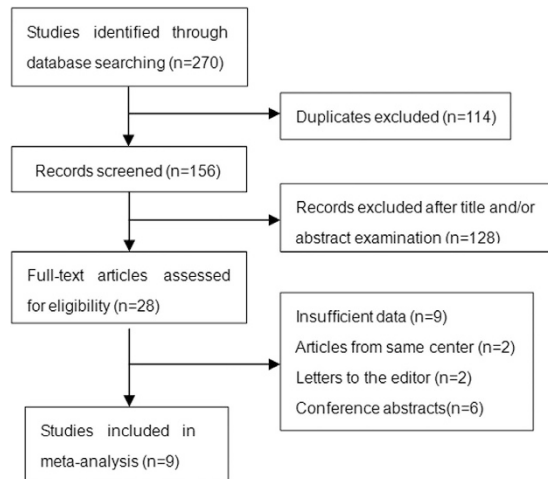 Studies identified through
database searching (n=270)
Duplicates excluded (n=114)
Records screened (n=156)
Records excluded after title and/or
abstract examination (n=128)
Full-text articles assessed
for eligibility (n=28)
Insufficient data (n=9)
Articles from same center (n=2)
Letters to the editor (n=2)
Conference abstracts(n=6)
Studies included in
meta-analysis (n=9)